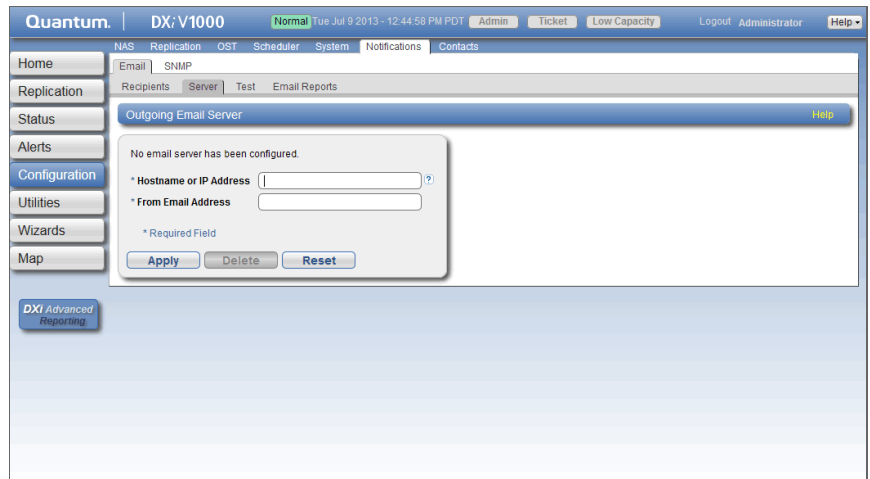 Quantum. DXi V1000 Normal Tue Jul 9 2013 - 12:44:58 PM PDT Admin Ticket Low Capacity Logout Administrator Help
NAS Replication OST Scheduler System Notifications Contacts
Home
Replication
Status
Alerts
Configuration
Utilities
Wizards
Map
DXi Advanced
Reporting
Email SNMP
Recipients Server Test Email Reports
Outgoing Email Server Help
No email server has been configured.
* Hostname or IP Address ?
* From Email Address
* Required Field
Apply Delete Reset